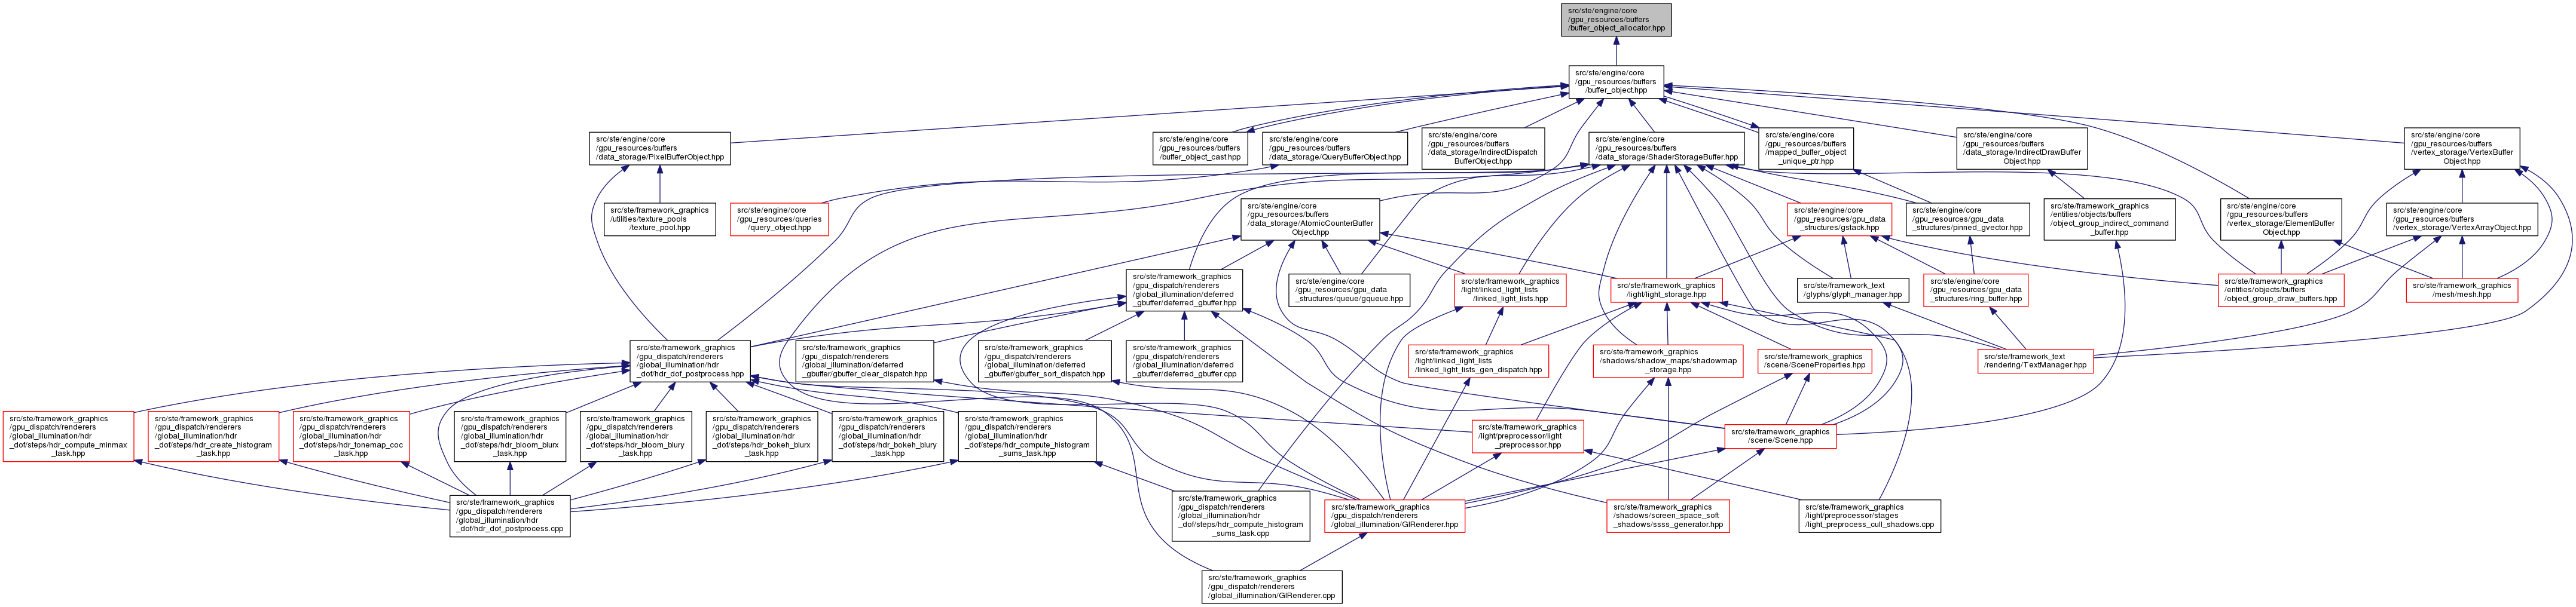 src/ste/engine/core
/gpu_resources/buffers
/buffer_object_allocator.hpp
src/ste/engine/core
/gpu_resources/buffers
/buffer_object.hpp
src/ste/engine/core
/gpu_resources/buffers
/data_storage/PixelBufferObject.hpp
src/ste/engine/core
/gpu_resources/buffers
/buffer_object_cast.hpp
src/ste/engine/core
/gpu_resources/buffers
/data_storage/QueryBufferObject.hpp
src/ste/engine/core
/gpu_resources/buffers
/data_storage/IndirectDispatch
BufferObject.hpp
src/ste/engine/core
/gpu_resources/buffers
/data_storage/ShaderStorageBuffer.hpp
src/ste/engine/core
/gpu_resources/buffers
/mapped_buffer_object
_unique_ptr.hpp
src/ste/engine/core
/gpu_resources/buffers
/data_storage/IndirectDrawBuffer
Object.hpp
src/ste/engine/core
/gpu_resources/buffers
/vertex_storage/VertexBuffer
Object.hpp
src/ste/framework_graphics
/utilities/texture_pools
/texture_pool.hpp
src/ste/engine/core
/gpu_resources/queries
/query_object.hpp
src/ste/engine/core
/gpu_resources/buffers
/data_storage/AtomicCounterBuffer
Object.hpp
src/ste/engine/core
/gpu_resources/gpu_data
_structures/gstack.hpp
src/ste/engine/core
/gpu_resources/gpu_data
_structures/pinned_gvector.hpp
src/ste/framework_graphics
/entities/objects/buffers
/object_group_indirect_command
_buffer.hpp
src/ste/engine/core
/gpu_resources/buffers
/vertex_storage/ElementBuffer
Object.hpp
src/ste/engine/core
/gpu_resources/buffers
/vertex_storage/VertexArrayObject.hpp
src/ste/framework_graphics
/gpu_dispatch/renderers
/global_illumination/deferred
_gbuffer/deferred_gbuffer.hpp
src/ste/engine/core
/gpu_resources/gpu_data
_structures/queue/gqueue.hpp
src/ste/framework_graphics
/light/linked_light_lists
/linked_light_lists.hpp
src/ste/framework_graphics
/light/light_storage.hpp
src/ste/framework_text
/glyphs/glyph_manager.hpp
src/ste/engine/core
/gpu_resources/gpu_data
_structures/ring_buffer.hpp
src/ste/framework_graphics
/entities/objects/buffers
/object_group_draw_buffers.hpp
src/ste/framework_graphics
/mesh/mesh.hpp
src/ste/framework_graphics
/gpu_dispatch/renderers
/global_illumination/hdr
_dof/hdr_dof_postprocess.hpp
src/ste/framework_graphics
/gpu_dispatch/renderers
/global_illumination/deferred
_gbuffer/gbuffer_clear_dispatch.hpp
src/ste/framework_graphics
/gpu_dispatch/renderers
/global_illumination/deferred
_gbuffer/gbuffer_sort_dispatch.hpp
src/ste/framework_graphics
/gpu_dispatch/renderers
/global_illumination/deferred
_gbuffer/deferred_gbuffer.cpp
src/ste/framework_graphics
/light/linked_light_lists
/linked_light_lists_gen_dispatch.hpp
src/ste/framework_graphics
/shadows/shadow_maps/shadowmap
_storage.hpp
src/ste/framework_graphics
/scene/SceneProperties.hpp
src/ste/framework_text
/rendering/TextManager.hpp
src/ste/framework_graphics
/gpu_dispatch/renderers
/global_illumination/hdr
_dof/steps/hdr_compute_minmax
_task.hpp
src/ste/framework_graphics
/gpu_dispatch/renderers
/global_illumination/hdr
_dof/steps/hdr_create_histogram
_task.hpp
src/ste/framework_graphics
/gpu_dispatch/renderers
/global_illumination/hdr
_dof/steps/hdr_tonemap_coc
_task.hpp
src/ste/framework_graphics
/gpu_dispatch/renderers
/global_illumination/hdr
_dof/steps/hdr_bloom_blurx
_task.hpp
src/ste/framework_graphics
/gpu_dispatch/renderers
/global_illumination/hdr
_dof/steps/hdr_bloom_blury
_task.hpp
src/ste/framework_graphics
/gpu_dispatch/renderers
/global_illumination/hdr
_dof/steps/hdr_bokeh_blurx
_task.hpp
src/ste/framework_graphics
/gpu_dispatch/renderers
/global_illumination/hdr
_dof/steps/hdr_bokeh_blury
_task.hpp
src/ste/framework_graphics
/gpu_dispatch/renderers
/global_illumination/hdr
_dof/steps/hdr_compute_histogram
_sums_task.hpp
src/ste/framework_graphics
/light/preprocessor/light
_preprocessor.hpp
src/ste/framework_graphics
/scene/Scene.hpp
src/ste/framework_graphics
/gpu_dispatch/renderers
/global_illumination/hdr
_dof/hdr_dof_postprocess.cpp
src/ste/framework_graphics
/gpu_dispatch/renderers
/global_illumination/hdr
_dof/steps/hdr_compute_histogram
_sums_task.cpp
src/ste/framework_graphics
/gpu_dispatch/renderers
/global_illumination/GIRenderer.hpp
src/ste/framework_graphics
/shadows/screen_space_soft
_shadows/ssss_generator.hpp
src/ste/framework_graphics
/light/preprocessor/stages
/light_preprocess_cull_shadows.cpp
src/ste/framework_graphics
/gpu_dispatch/renderers
/global_illumination/GIRenderer.cpp